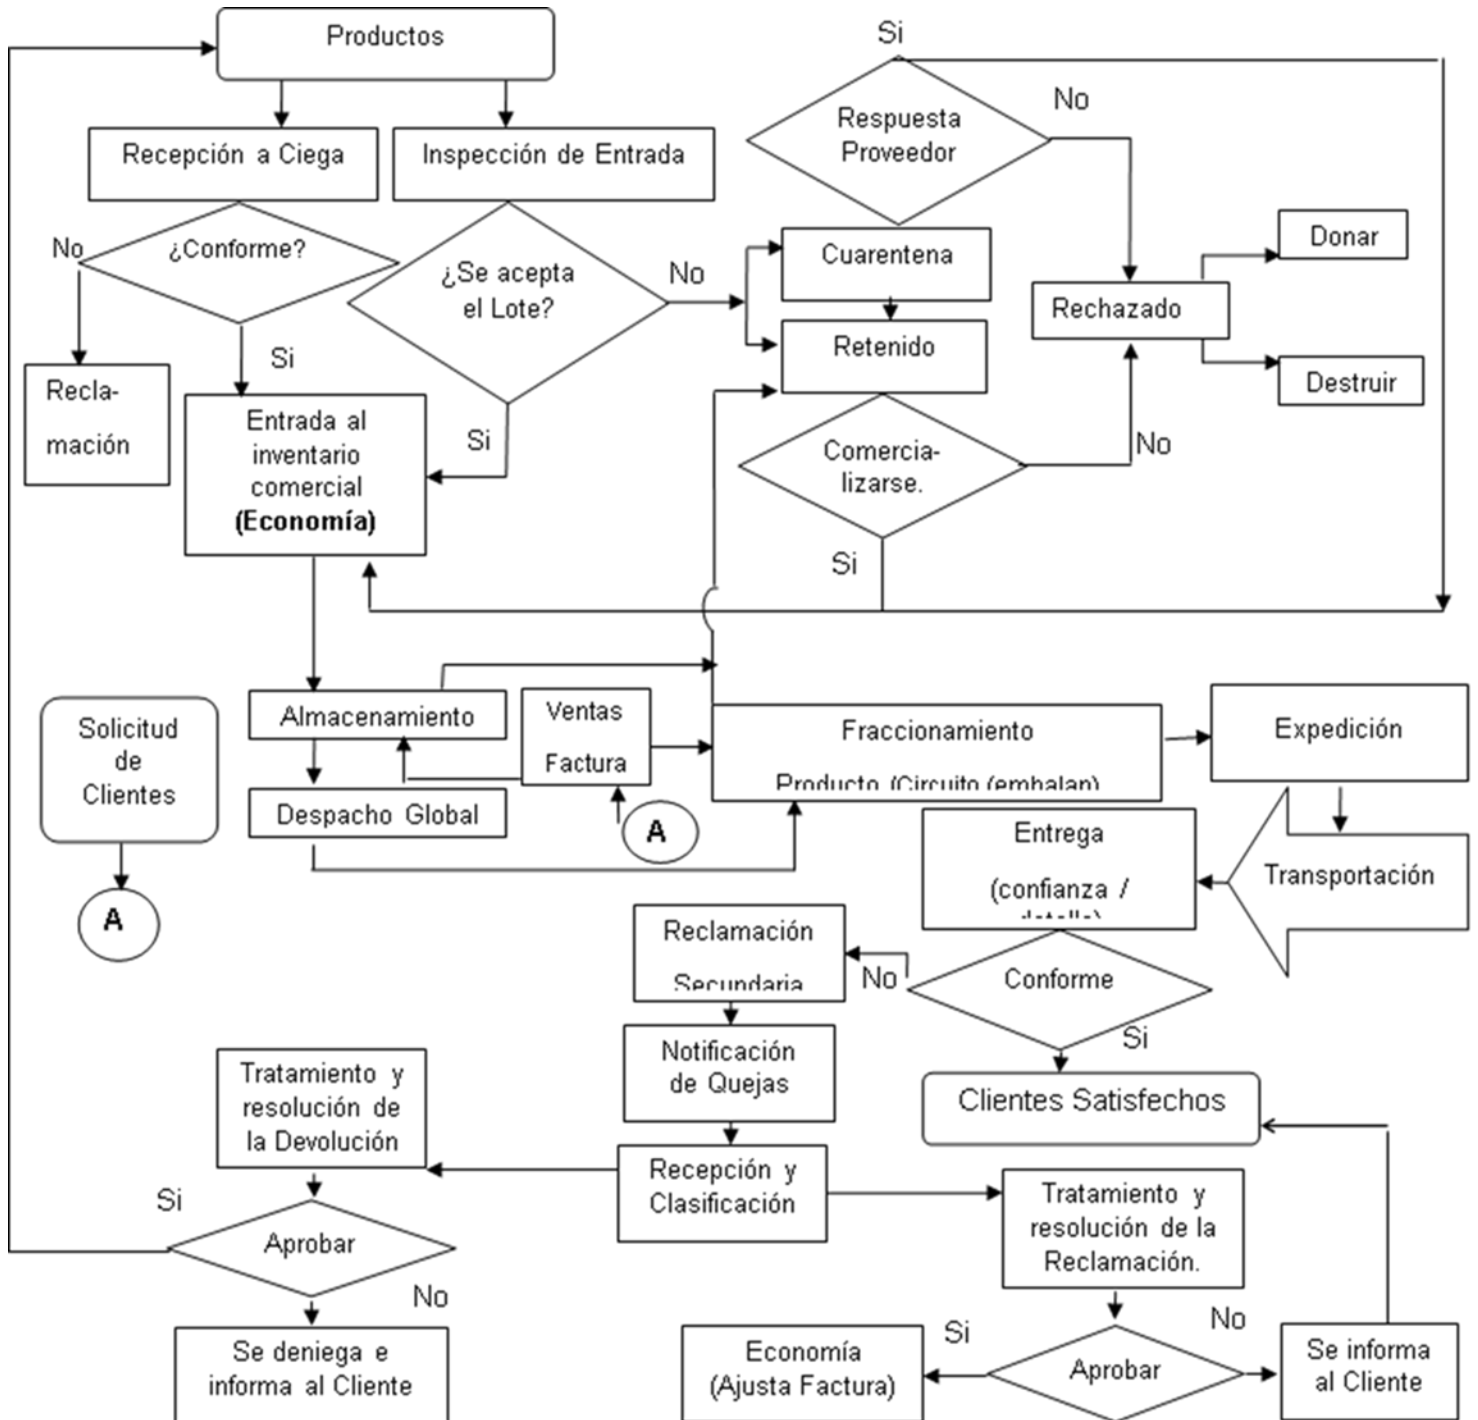 Productos
Recepción a Ciega
Inspección de Entrada
No
¿Conforme?
Si
Recla-
mación
¿Se acepta
el Lote?
No
Si
Entrada al
inventario
comercial
(Economía)
Si
Respuesta
Proveedor
No
Cuarentena
Retenido
Rechazado
Donar
Destruir
Comercia-
lizarse.
No
Si
Solicitud
de
Clientes
A
Almacenamiento
Despacho Global
Ventas
Factura
A
Fraccionamiento
Producto (Circuito (embalan)
Expedición
Transportación
Entrega
(confianza /
Conforme
No
Si
Reclamación
Secundaria
Notificación
de Quejas
Clientes Satisfechos
Recepción y
Clasificación
Tratamiento y
resolución de
la Devolución
Si
Aprobar
No
Se deniega e
informa al Cliente
Tratamiento y
resolución de la
Reclamación.
Si
Aprobar
No
Economía
(Ajusta Factura)
Se informa
al Cliente